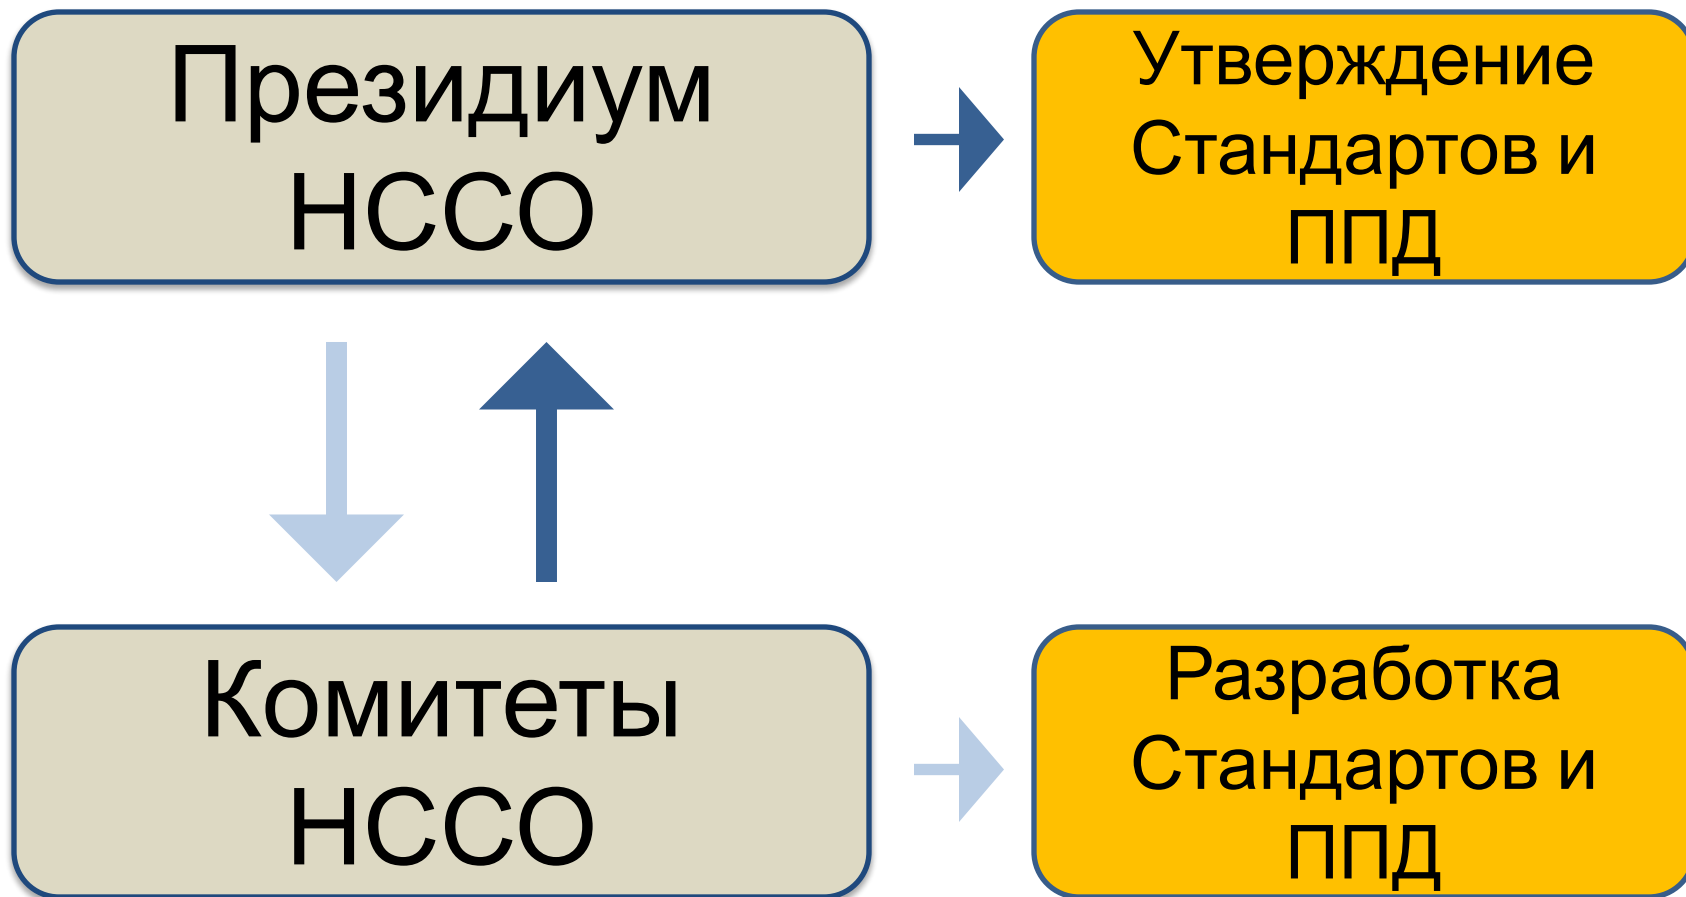 Президиум
НССО
Утверждение
Стандартов и
ППД
Комитеты
НССО
Разработка
Стандартов и
ППД